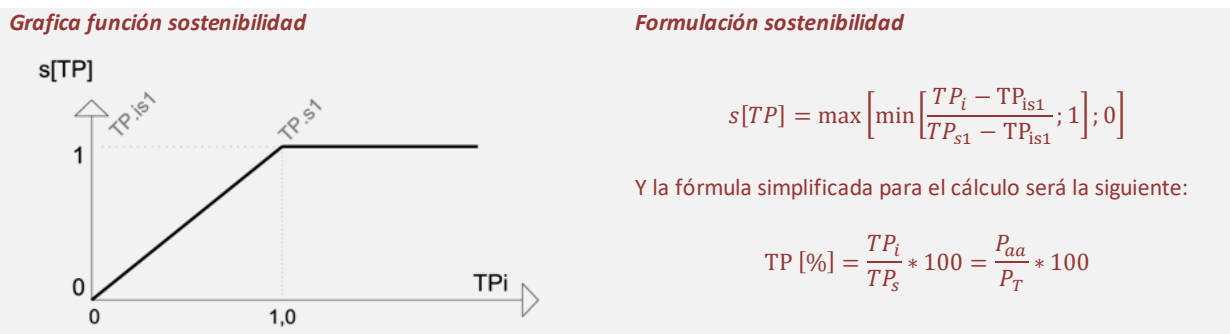 Grafica función sostenibilidad
s[TP]
TP.is1
TP.s1
1
0
TPi
0
1,0
Formulación sostenibilidad
s[TP] = max [min [TP_i − TP_is1 / TP_s1 − TP_is1 ; 1] ; 0]
Y la fórmula simplificada para el cálculo será la siguiente:
TP [%] = TP_i / TP_s ∗ 100 = P_aa / P_T ∗ 100